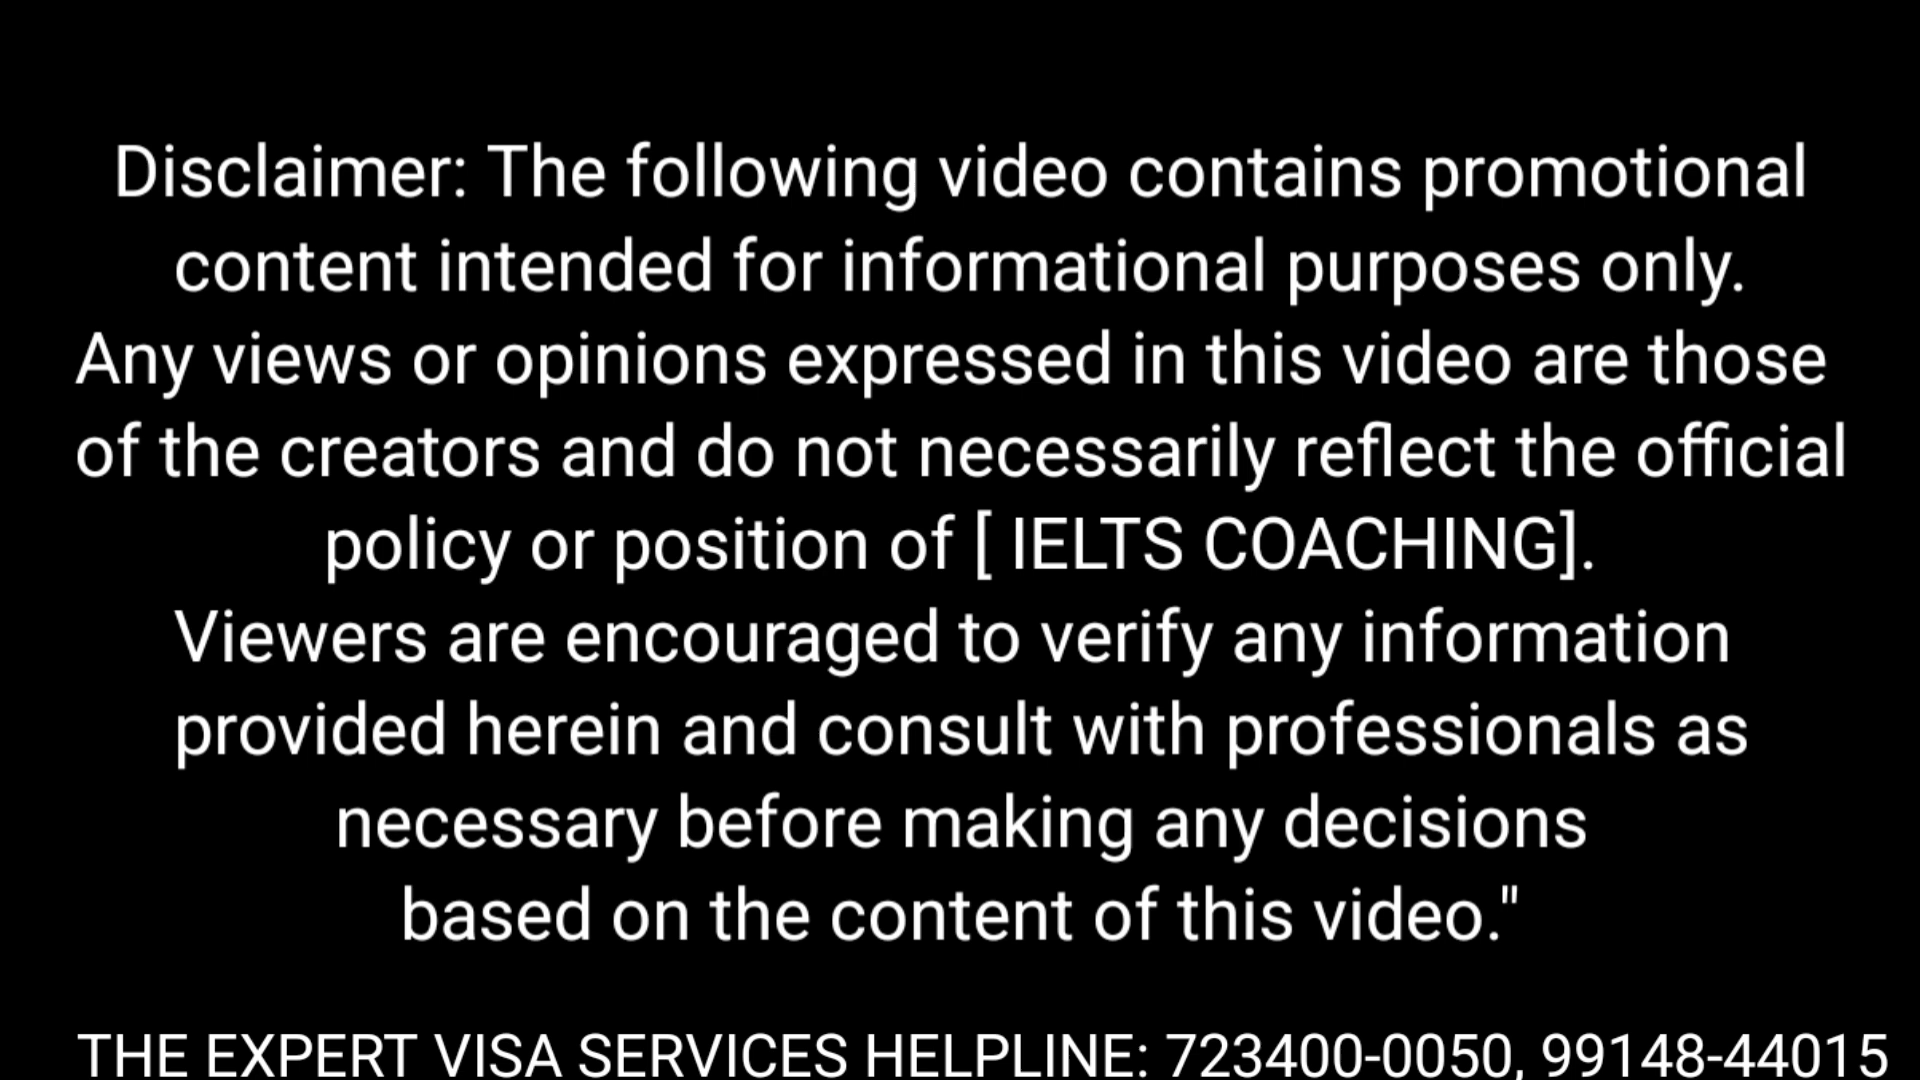 Disclaimer: The following video contains promotional
content intended for informational purposes only.
Any views or opinions expressed in this video are those
of the creators and do not necessarily reflect the official
policy or position of [ IELTS COACHING].
Viewers are encouraged to verify any information
provided herein and consult with professionals as
necessary before making any decisions
based on the content of this video."
THE EXPERT VISA SERVICES HELPLINE: 723400-0050, 99148-44015